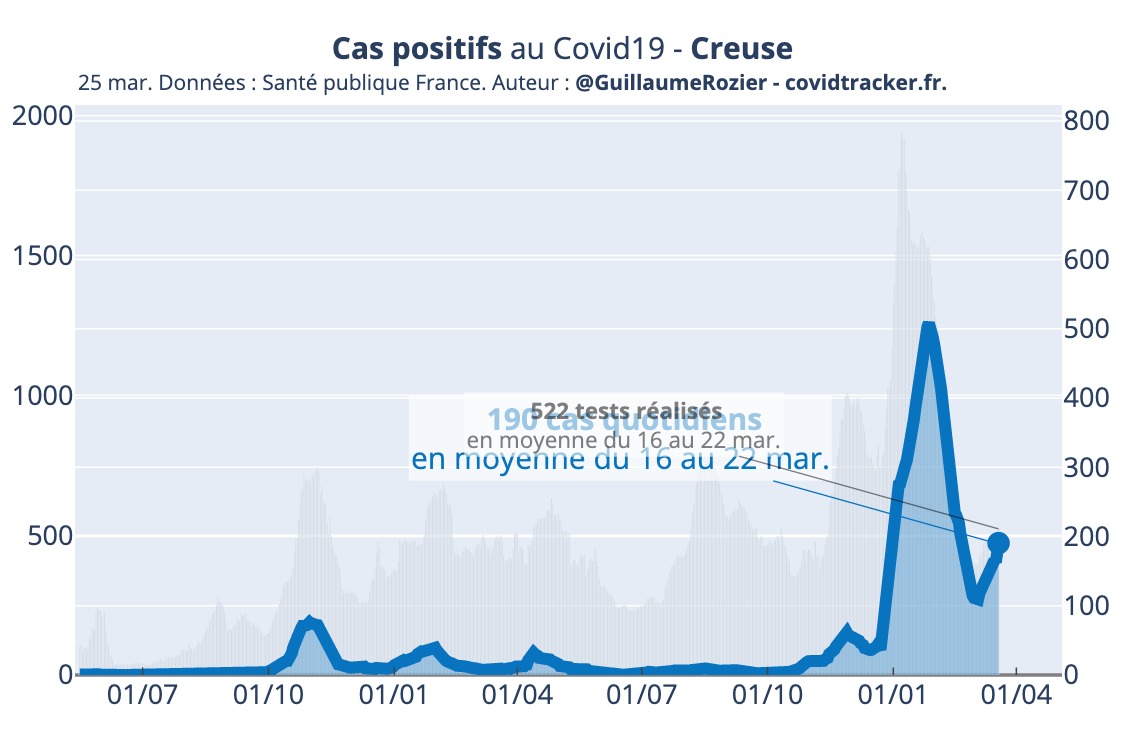 Cas positifs au Covid19 - Creuse
25 mar. Données : Santé publique France. Auteur : @GuillaumeRozier - covidtracker.fr.
2000
1500
1000
500
0
800
700
600
500
400
300
200
100
0
522 tests réalisés
190 cas quotidiens
en moyenne du 16 au 22 mar.
en moyenne du 16 au 22 mar.
01/07 01/10 01/01 01/04 01/07 01/10 01/01 01/04